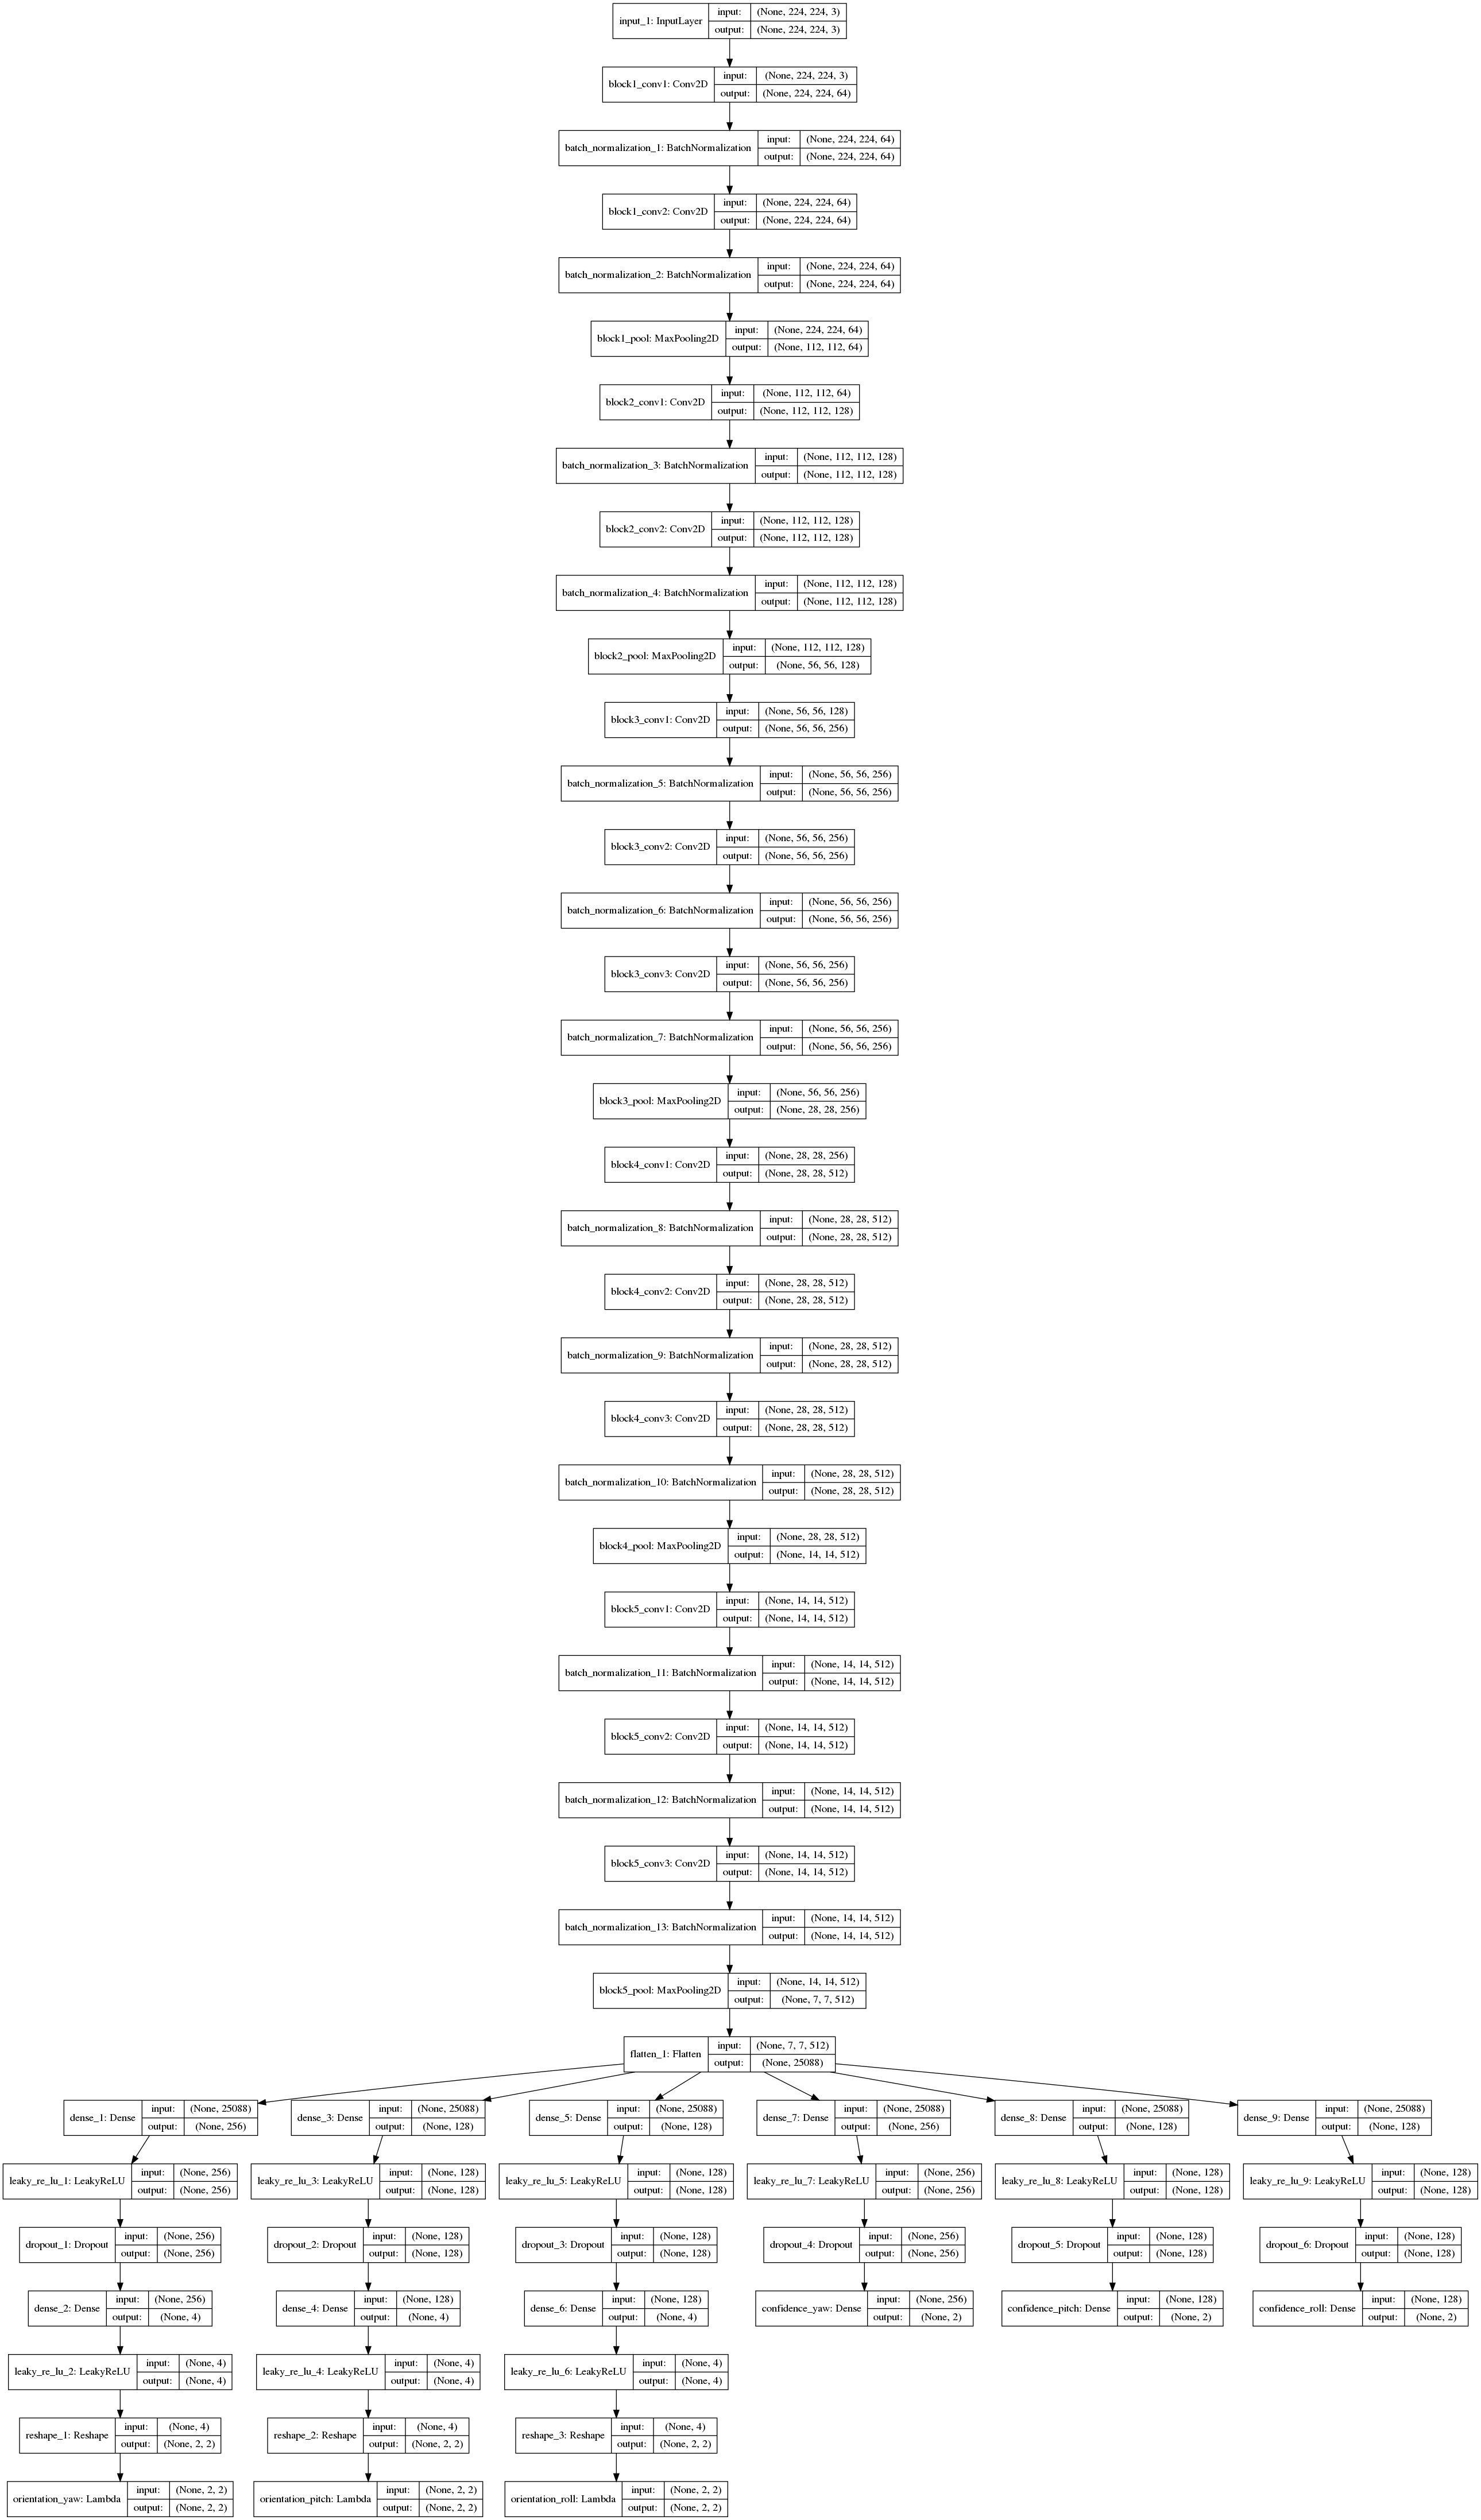 input_1: InputLayer
input: (None, 224, 224, 3)
output: (None, 224, 224, 3)
block1_conv1: Conv2D
input: (None, 224, 224, 3)
output: (None, 224, 224, 64)
batch_normalization_1: BatchNormalization
input: (None, 224, 224, 64)
output: (None, 224, 224, 64)
block1_conv2: Conv2D
input: (None, 224, 224, 64)
output: (None, 224, 224, 64)
batch_normalization_2: BatchNormalization
input: (None, 224, 224, 64)
output: (None, 224, 224, 64)
block1_pool: MaxPooling2D
input: (None, 224, 224, 64)
output: (None, 112, 112, 64)
block2_conv1: Conv2D
input: (None, 112, 112, 64)
output: (None, 112, 112, 128)
batch_normalization_3: BatchNormalization
input: (None, 112, 112, 128)
output: (None, 112, 112, 128)
block2_conv2: Conv2D
input: (None, 112, 112, 128)
output: (None, 112, 112, 128)
batch_normalization_4: BatchNormalization
input: (None, 112, 112, 128)
output: (None, 112, 112, 128)
block2_pool: MaxPooling2D
input: (None, 112, 112, 128)
output: (None, 56, 56, 128)
block3_conv1: Conv2D
input: (None, 56, 56, 128)
output: (None, 56, 56, 256)
batch_normalization_5: BatchNormalization
input: (None, 56, 56, 256)
output: (None, 56, 56, 256)
block3_conv2: Conv2D
input: (None, 56, 56, 256)
output: (None, 56, 56, 256)
batch_normalization_6: BatchNormalization
input: (None, 56, 56, 256)
output: (None, 56, 56, 256)
block3_conv3: Conv2D
input: (None, 56, 56, 256)
output: (None, 56, 56, 256)
batch_normalization_7: BatchNormalization
input: (None, 56, 56, 256)
output: (None, 56, 56, 256)
block3_pool: MaxPooling2D
input: (None, 56, 56, 256)
output: (None, 28, 28, 256)
block4_conv1: Conv2D
input: (None, 28, 28, 256)
output: (None, 28, 28, 512)
batch_normalization_8: BatchNormalization
input: (None, 28, 28, 512)
output: (None, 28, 28, 512)
block4_conv2: Conv2D
input: (None, 28, 28, 512)
output: (None, 28, 28, 512)
batch_normalization_9: BatchNormalization
input: (None, 28, 28, 512)
output: (None, 28, 28, 512)
block4_conv3: Conv2D
input: (None, 28, 28, 512)
output: (None, 28, 28, 512)
batch_normalization_10: BatchNormalization
input: (None, 28, 28, 512)
output: (None, 28, 28, 512)
block4_pool: MaxPooling2D
input: (None, 28, 28, 512)
output: (None, 14, 14, 512)
block5_conv1: Conv2D
input: (None, 14, 14, 512)
output: (None, 14, 14, 512)
batch_normalization_11: BatchNormalization
input: (None, 14, 14, 512)
output: (None, 14, 14, 512)
block5_conv2: Conv2D
input: (None, 14, 14, 512)
output: (None, 14, 14, 512)
batch_normalization_12: BatchNormalization
input: (None, 14, 14, 512)
output: (None, 14, 14, 512)
block5_conv3: Conv2D
input: (None, 14, 14, 512)
output: (None, 14, 14, 512)
batch_normalization_13: BatchNormalization
input: (None, 14, 14, 512)
output: (None, 14, 14, 512)
block5_pool: MaxPooling2D
input: (None, 14, 14, 512)
output: (None, 7, 7, 512)
flatten_1: Flatten
input: (None, 7, 7, 512)
output: (None, 25088)
dense_1: Dense
input: (None, 25088)
output: (None, 256)
dense_3: Dense
input: (None, 25088)
output: (None, 128)
dense_5: Dense
input: (None, 25088)
output: (None, 128)
dense_7: Dense
input: (None, 25088)
output: (None, 256)
dense_8: Dense
input: (None, 25088)
output: (None, 128)
dense_9: Dense
input: (None, 25088)
output: (None, 128)
leaky_re_lu_1: LeakyReLU
input: (None, 256)
output: (None, 256)
leaky_re_lu_3: LeakyReLU
input: (None, 128)
output: (None, 128)
leaky_re_lu_5: LeakyReLU
input: (None, 128)
output: (None, 128)
leaky_re_lu_7: LeakyReLU
input: (None, 256)
output: (None, 256)
leaky_re_lu_8: LeakyReLU
input: (None, 128)
output: (None, 128)
leaky_re_lu_9: LeakyReLU
input: (None, 128)
output: (None, 128)
dropout_1: Dropout
input: (None, 256)
output: (None, 256)
dropout_2: Dropout
input: (None, 128)
output: (None, 128)
dropout_3: Dropout
input: (None, 128)
output: (None, 128)
dropout_4: Dropout
input: (None, 256)
output: (None, 256)
dropout_5: Dropout
input: (None, 128)
output: (None, 128)
dropout_6: Dropout
input: (None, 128)
output: (None, 128)
dense_2: Dense
input: (None, 256)
output: (None, 4)
dense_4: Dense
input: (None, 128)
output: (None, 4)
dense_6: Dense
input: (None, 128)
output: (None, 4)
confidence_yaw: Dense
input: (None, 256)
output: (None, 2)
confidence_pitch: Dense
input: (None, 128)
output: (None, 2)
confidence_roll: Dense
input: (None, 128)
output: (None, 2)
leaky_re_lu_2: LeakyReLU
input: (None, 4)
output: (None, 4)
leaky_re_lu_4: LeakyReLU
input: (None, 4)
output: (None, 4)
leaky_re_lu_6: LeakyReLU
input: (None, 4)
output: (None, 4)
reshape_1: Reshape
input: (None, 4)
output: (None, 2, 2)
reshape_2: Reshape
input: (None, 4)
output: (None, 2, 2)
reshape_3: Reshape
input: (None, 4)
output: (None, 2, 2)
orientation_yaw: Lambda
input: (None, 2, 2)
output: (None, 2, 2)
orientation_pitch: Lambda
input: (None, 2, 2)
output: (None, 2, 2)
orientation_roll: Lambda
input: (None, 2, 2)
output: (None, 2, 2)